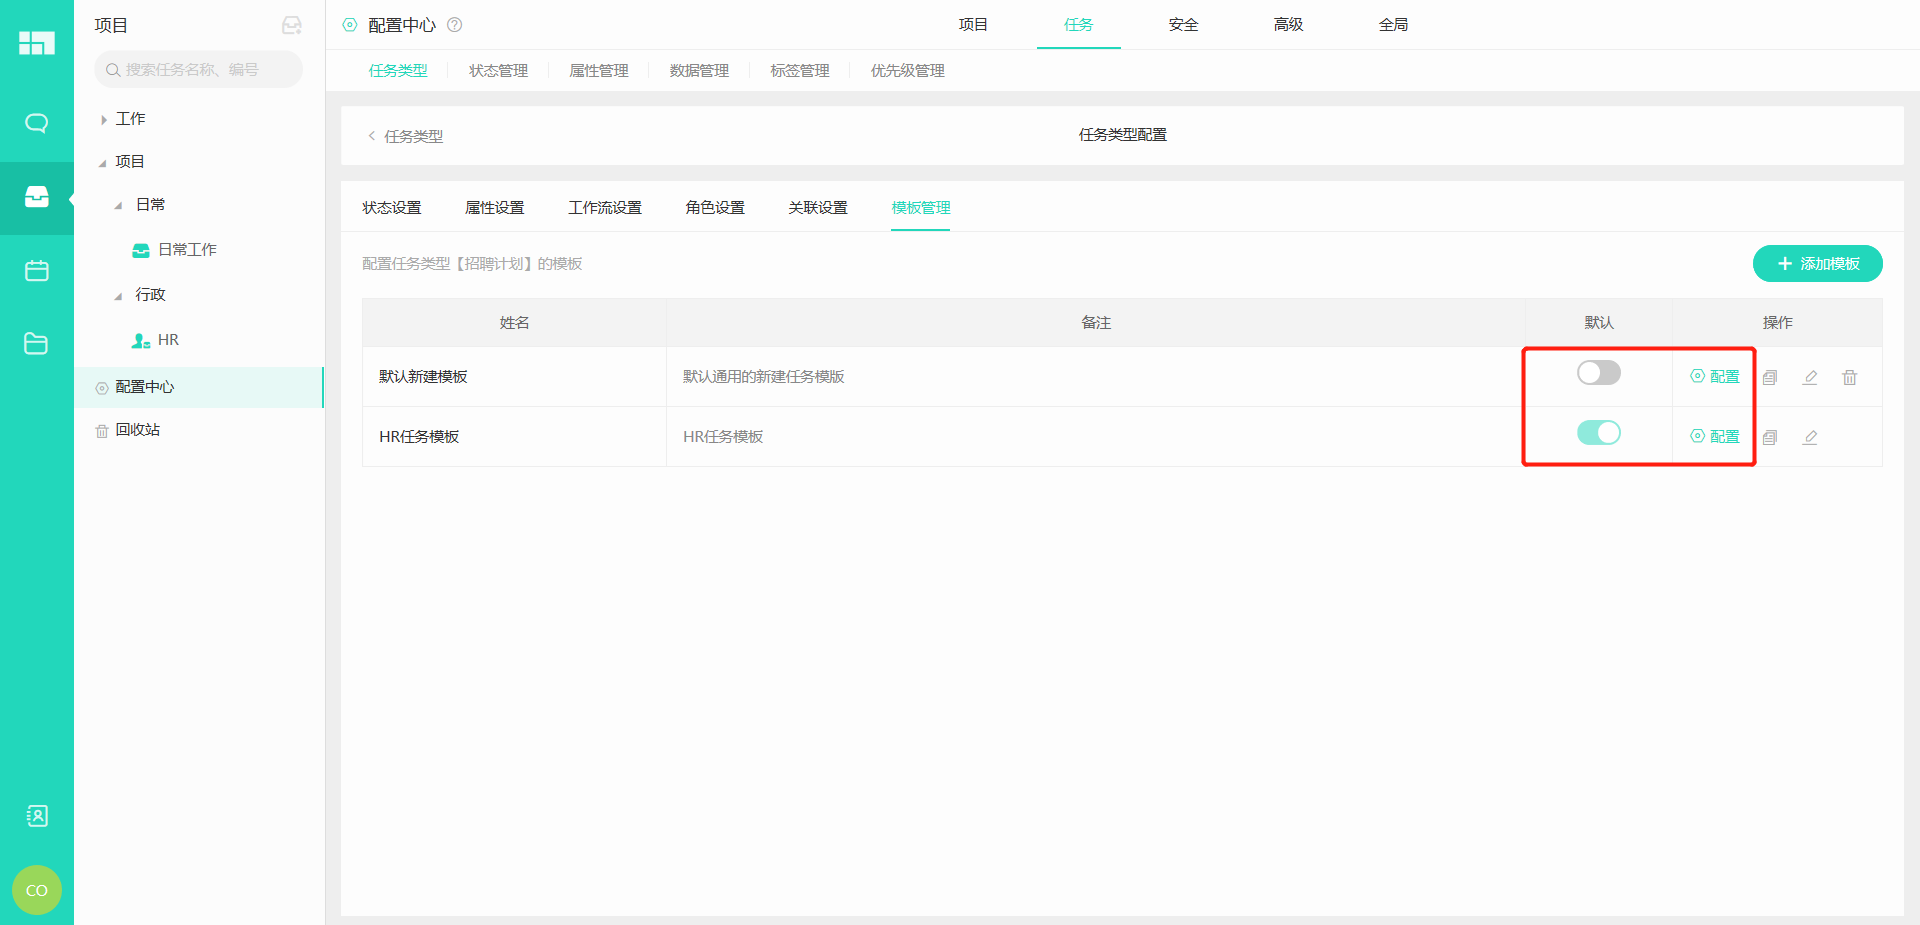 项目
搜索任务名称、编号
工作
项目
日常
日常工作
行政
HR
配置中心
回收站
CO
配置中心
项目 任务 安全 高级 全局
任务类型 状态管理 属性管理 数据管理 标签管理 优先级管理
任务类型
任务类型配置
状态设置 属性设置 工作流设置 角色设置 关联设置 模板管理
配置任务类型【招聘计划】的模板
添加模板
姓名 备注 默认 操作
默认新建模板 默认通用的新建任务模版 配置
HR任务模板 HR任务模板 配置